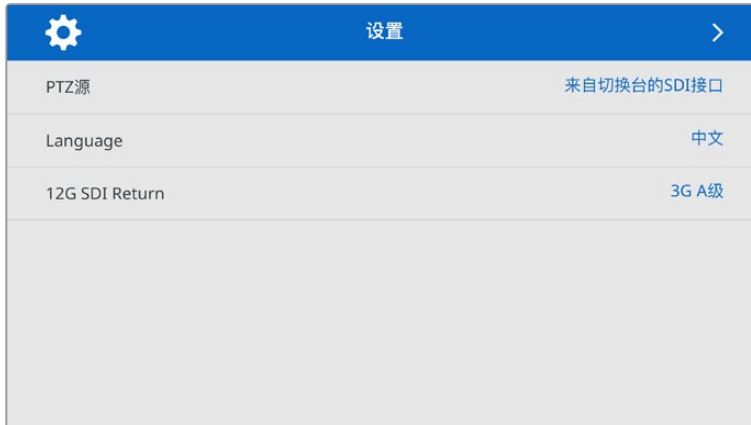 设置
PTZ源 来自切换台的SDI接口
Language 中文
12G SDI Return 3G A级